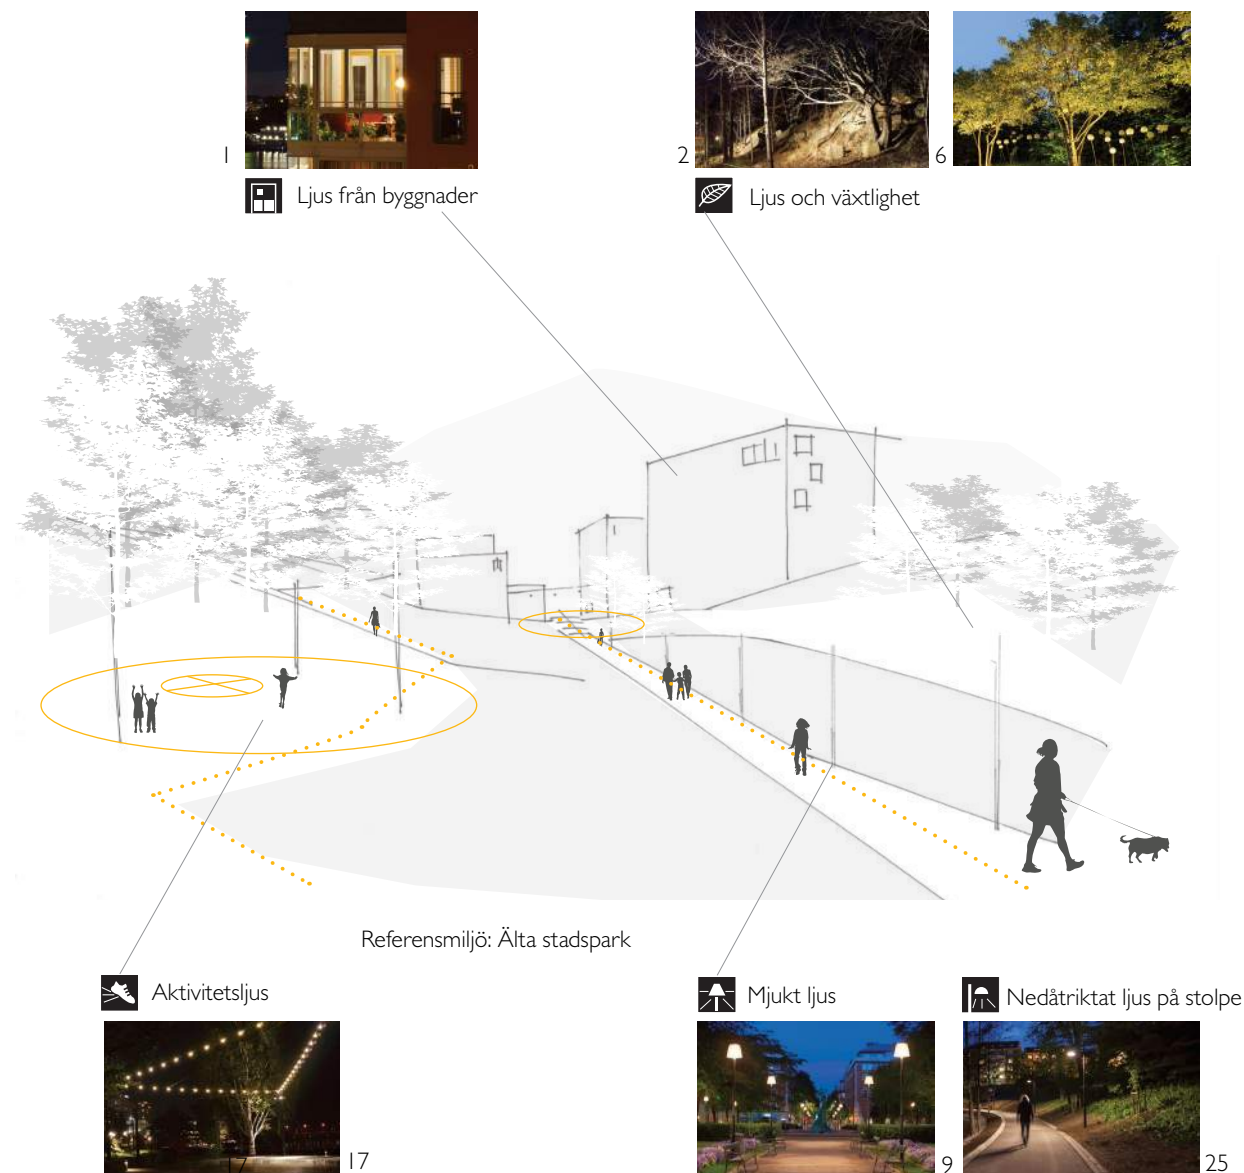 1
2
6
Ljus från byggnader
Ljus och växtlighet
Referensmiljö: Älta stadspark
Aktivitetsljus
Mjukt ljus
Nedåtriktat ljus på stolpe
17
17
9
25